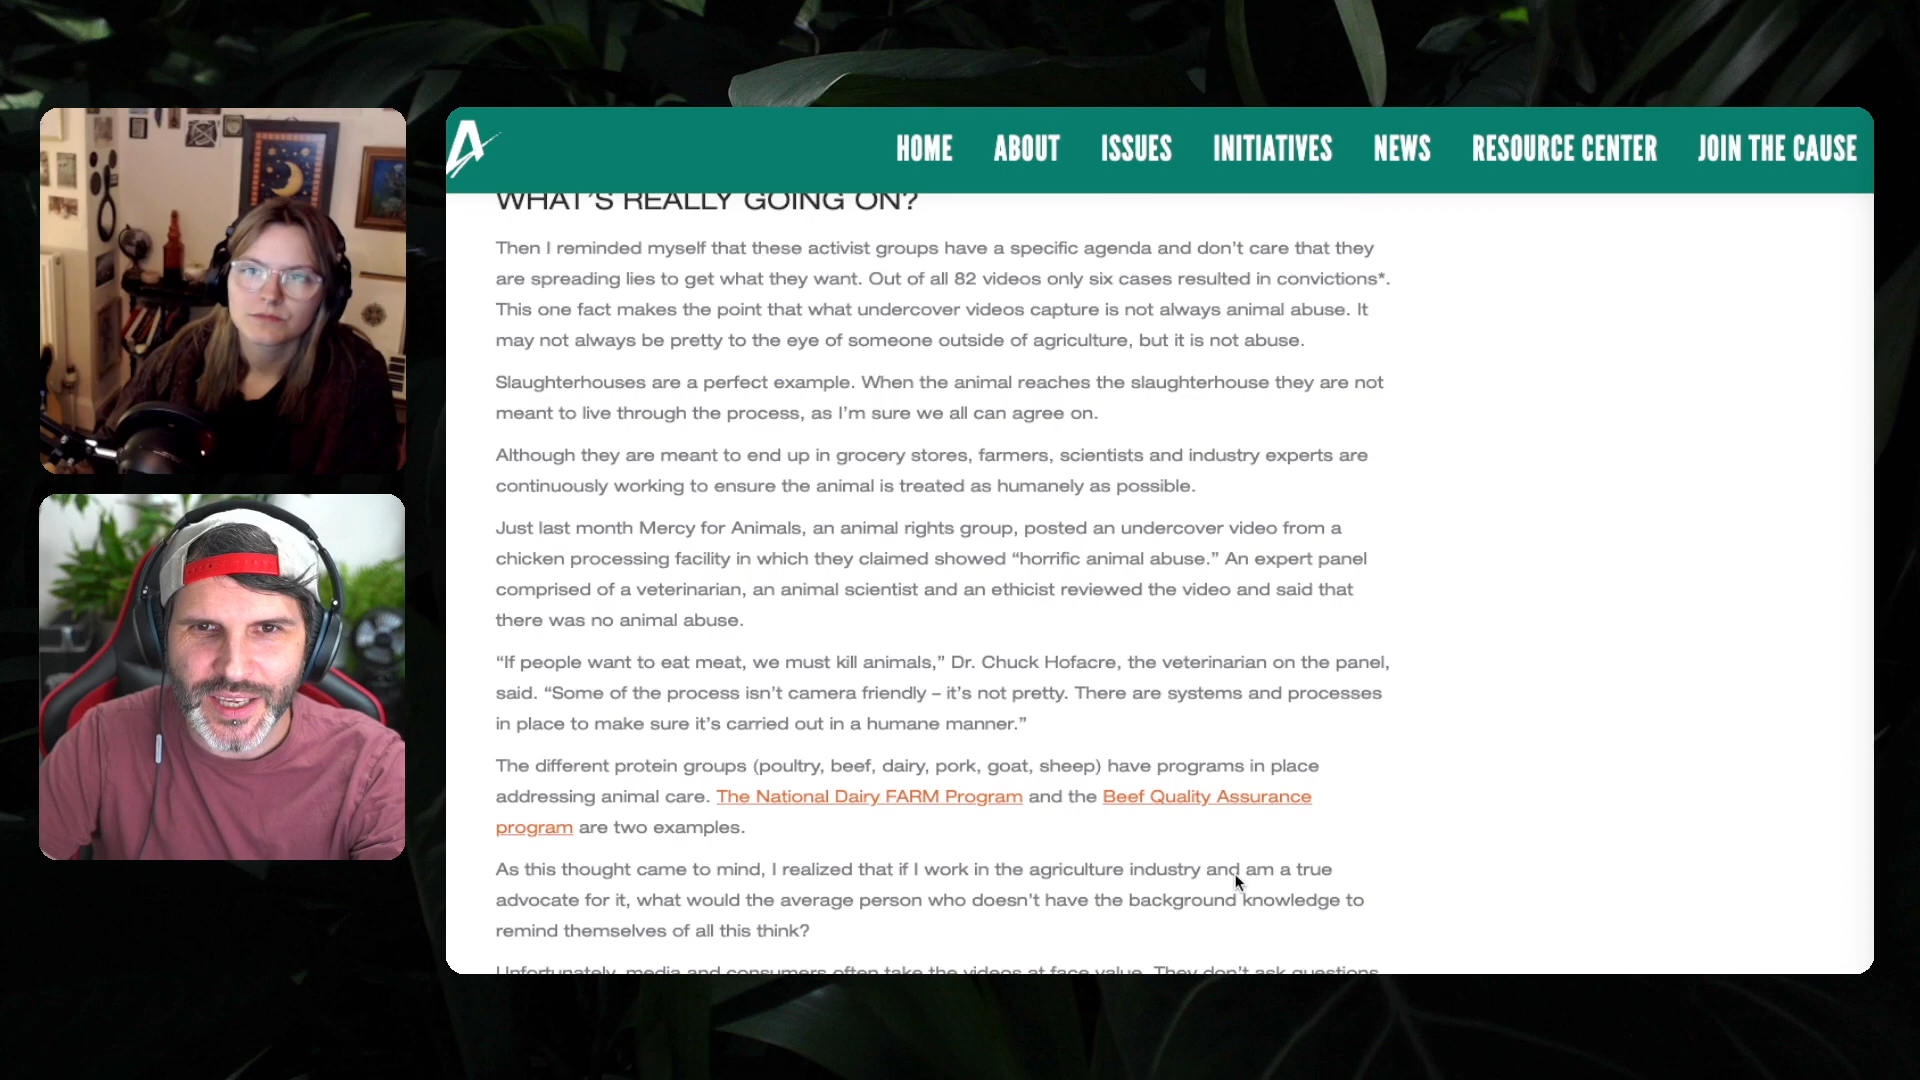 HOME ABOUT ISSUES INITIATIVES NEWS RESOURCE CENTER JOIN THE CAUSE
WHAT'S REALLY GOING ON?
Then I reminded myself that these activist groups have a specific agenda and don’t care that they
are spreading lies to get what they want. Out of all 82 videos only six cases resulted in convictions*.
This one fact makes the point that what undercover videos capture is not always animal abuse. It
may not always be pretty to the eye of someone outside of agriculture, but it is not abuse.
Slaughterhouses are a perfect example. When the animal reaches the slaughterhouse they are not
meant to live through the process, as I’m sure we all can agree on.
Although they are meant to end up in grocery stores, farmers, scientists and industry experts are
continuously working to ensure the animal is treated as humanely as possible.
Just last month Mercy for Animals, an animal rights group, posted an undercover video from a
chicken processing facility in which they claimed showed “horrific animal abuse.” An expert panel
comprised of a veterinarian, an animal scientist and an ethicist reviewed the video and said that
there was no animal abuse.
“If people want to eat meat, we must kill animals,” Dr. Chuck Hofacre, the veterinarian on the panel,
said. “Some of the process isn’t camera friendly – it’s not pretty. There are systems and processes
in place to make sure it’s carried out in a humane manner.”
The different protein groups (poultry, beef, dairy, pork, goat, sheep) have programs in place
addressing animal care. The National Dairy FARM Program and the Beef Quality Assurance
program are two examples.
As this thought came to mind, I realized that if I work in the agriculture industry and am a true
advocate for it, what would the average person who doesn’t have the background knowledge to
remind themselves of all this think?
Unfortunately, media and consumers often take the videos at face value. They don’t ask questions